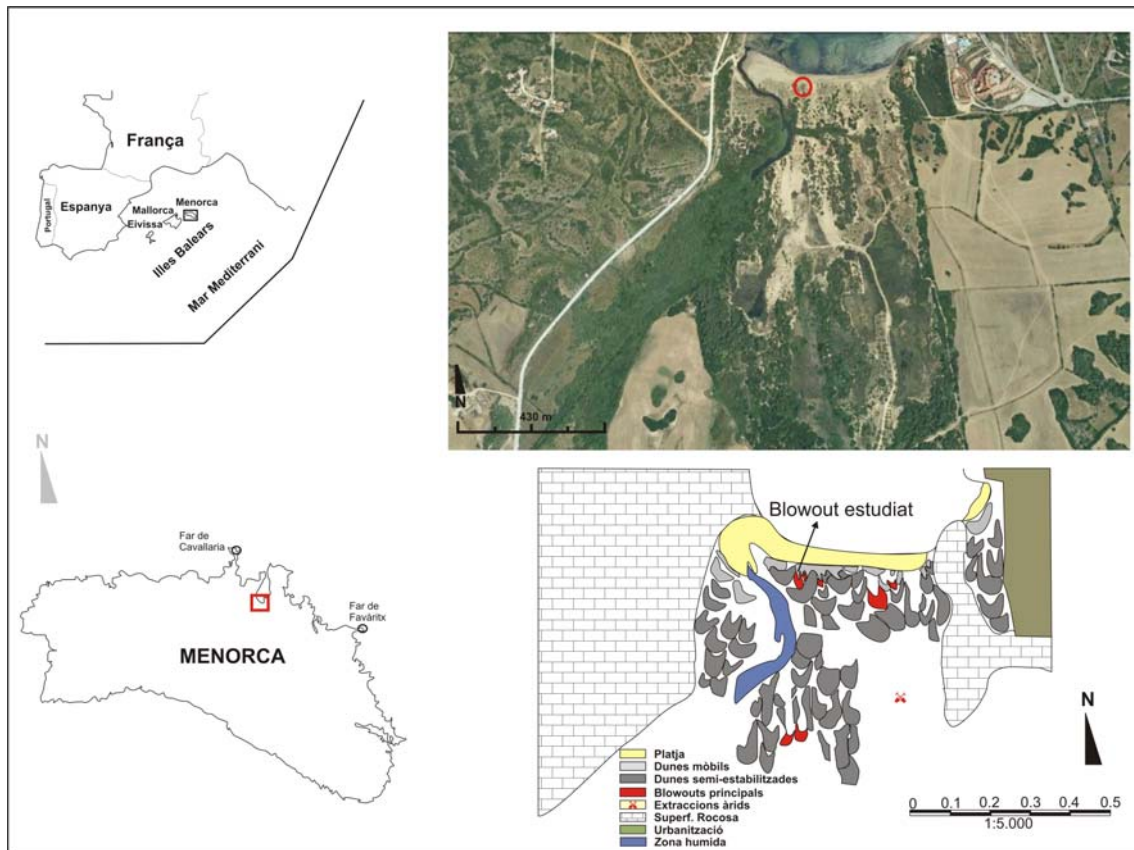 França
Portugal
Espanya
Mallorca
Menorca
Eivissa
Illes Balears
Mar Mediterrani
N
430 m
N
Far de
Cavallaria
Far de
Favàritx
MENORCA
Blowout estudiat
N
Platja
Dunes mòbils
Dunes semi-estabilitzades
Blowouts principals
Extraccions àrids
Superf. Rocosa
Urbanització
Zona humida
0 0.1 0.2 0.3 0.4 0.5
1:5.000